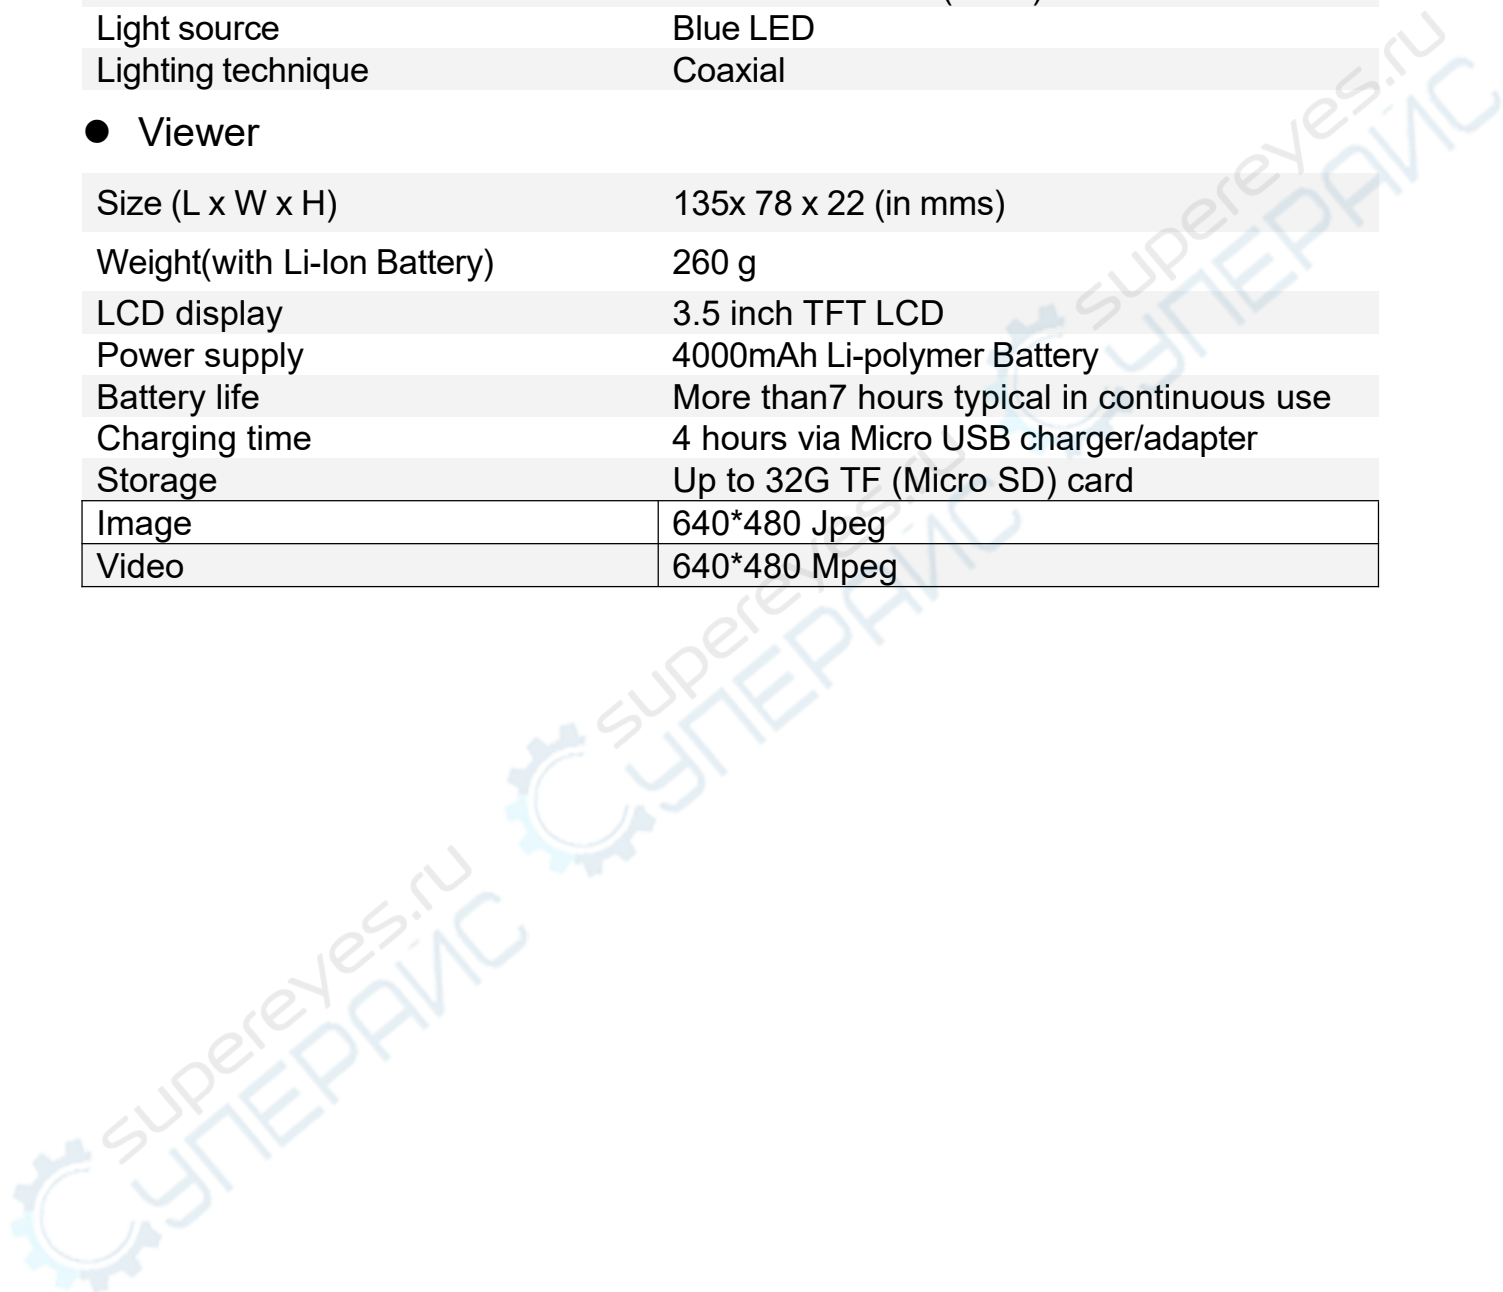 Light source Blue LED
Lighting technique Coaxial
● Viewer
Size (L x W x H) 135x 78 x 22 (in mms)
Weight(with Li-Ion Battery) 260 g
LCD display 3.5 inch TFT LCD
Power supply 4000mAh Li-polymer Battery
Battery life More than7 hours typical in continuous use
Charging time 4 hours via Micro USB charger/adapter
Storage Up to 32G TF (Micro SD) card
Image 640*480 Jpeg
Video 640*480 Mpeg
supereyes.ru
СУПЕРАЙС
supereyes.ru
СУПЕРАЙС
supereyes.ru
СУПЕРАЙС